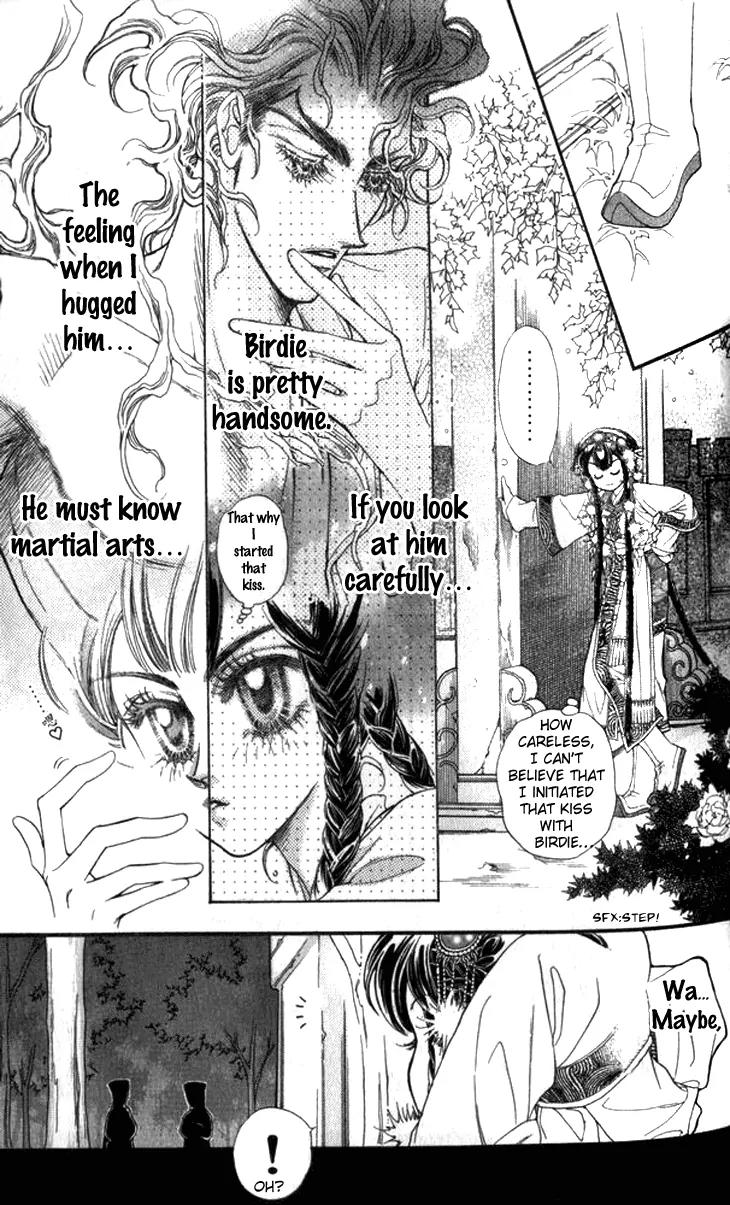 .........
HOW
CARELESS,
I CAN'T
BELIEVE THAT
I INITIATED
THAT KISS
WITH
BIRDIE...
SFX:STEP!
If you look
at him
carefully...
Birdie
is pretty
handsome.
That why
I
started
that
kiss.
The
feeling
when I
hugged
him...
He must know
martial arts...
Wa...
Maybe,
!
OH?